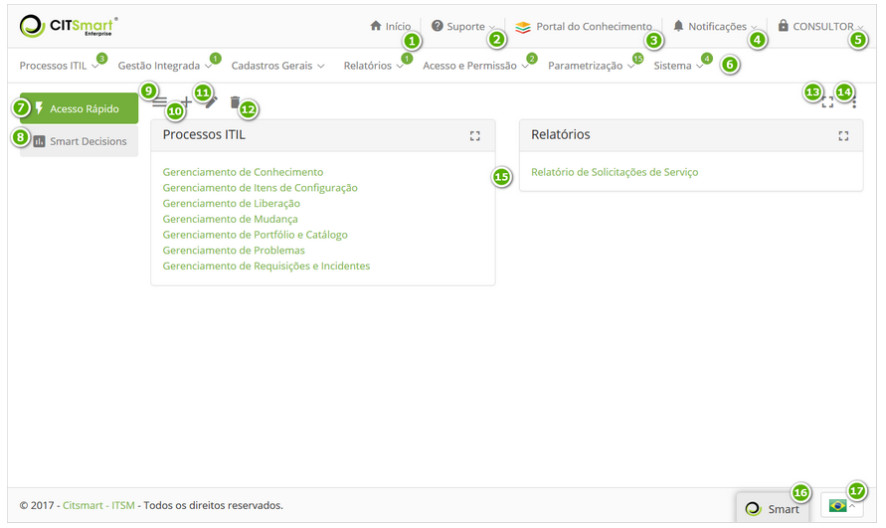 CITSmart®
Enterprise
Início
1
Suporte
2
Portal do Conhecimento
3
Notificações
4
CONSULTOR
5
Processos ITIL 3
Gestão Integrada 1
Cadastros Gerais
Relatórios 1
Acesso e Permissão 2
Parametrização 15
Sistema 4
6
7 Acesso Rápido
8 Smart Decisions
9
10
11
12
13
14
Processos ITIL
Gerenciamento de Conhecimento
Gerenciamento de Itens de Configuração
Gerenciamento de Liberação
Gerenciamento de Mudança
Gerenciamento de Portfólio e Catálogo
Gerenciamento de Problemas
Gerenciamento de Requisições e Incidentes
15
Relatórios
Relatório de Solicitações de Serviço
© 2017 - Citsmart - ITSM - Todos os direitos reservados.
Smart
16
17